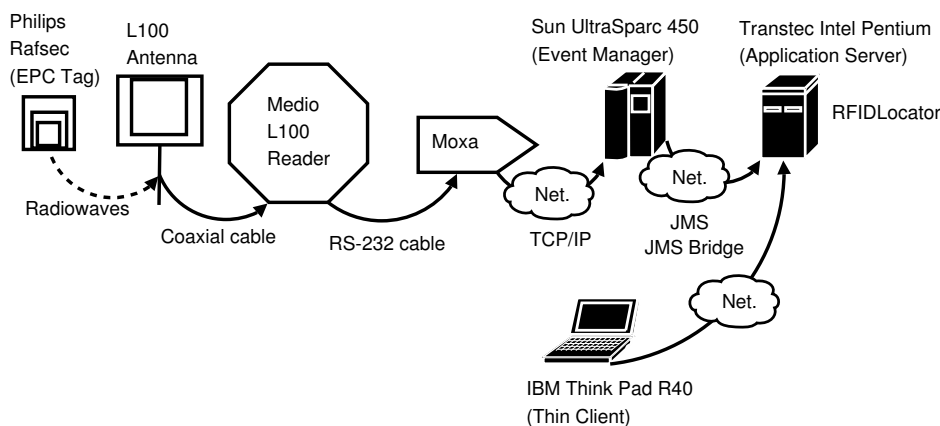 Philips
Rafsec
(EPC Tag)
L100
Antenna
Medio
L100
Reader
Moxa
Sun UltraSparc 450
(Event Manager)
Transtec Intel Pentium
(Application Server)
RFIDLocator
Radiowaves
Coaxial cable
RS-232 cable
Net.
TCP/IP
Net.
JMS
JMS Bridge
Net.
IBM Think Pad R40
(Thin Client)